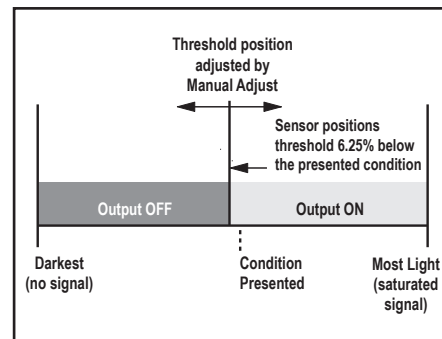 Threshold position
adjusted by
Manual Adjust
Sensor positions
threshold 6.25% below
the presented condition
Output OFF
Output ON
Darkest
(no signal)
Condition
Presented
Most Light
(saturated
signal)